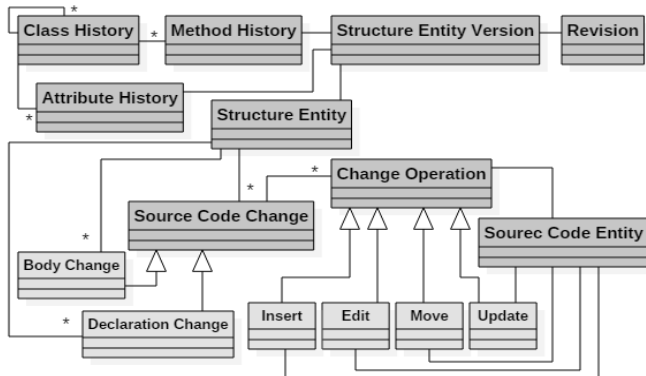 *
Class History
*
Method History
Structure Entity Version
Revision
Attribute History
*
Structure Entity
*
Change Operation
*
Source Code Change
Sourec Code Entity
*
Body Change
*
Declaration Change
Insert
Edit
Move
Update